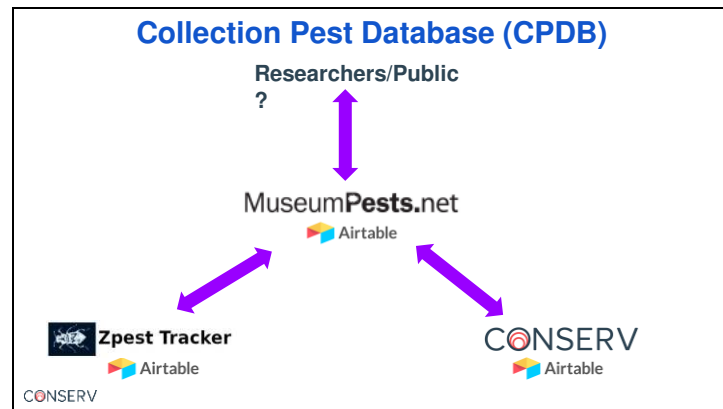 Collection Pest Database (CPDB)
Researchers/Public
?
MuseumPests.net
Airtable
Zpest Tracker
Airtable
CONSERV
Airtable
CONSERV